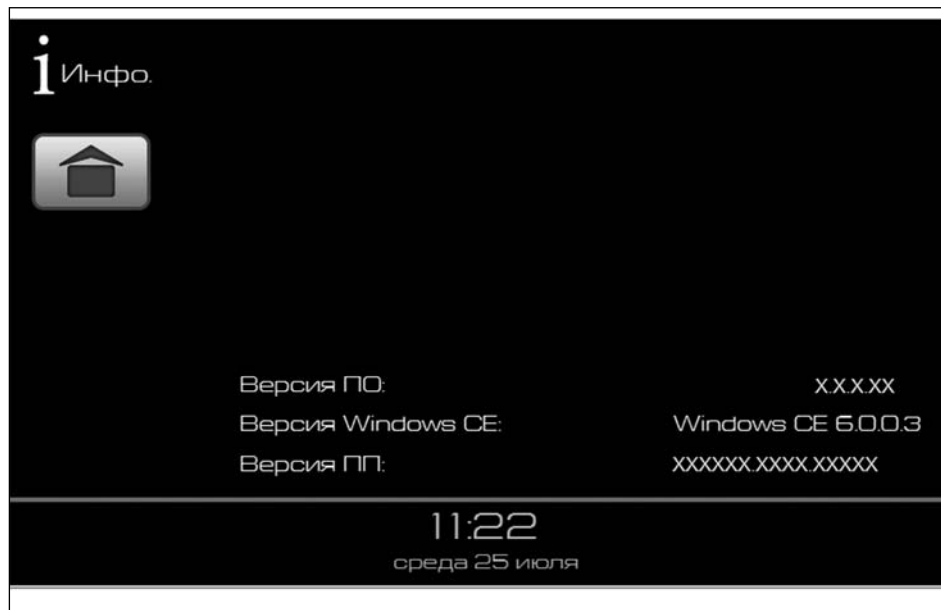 i Инфо.
Версия ПО: X.X.X.XX
Версия Windows CE: Windows CE 6.0.0.3
Версия ПП: XXXXXX.XXXX.XXXXX
11:22
среда 25 июля